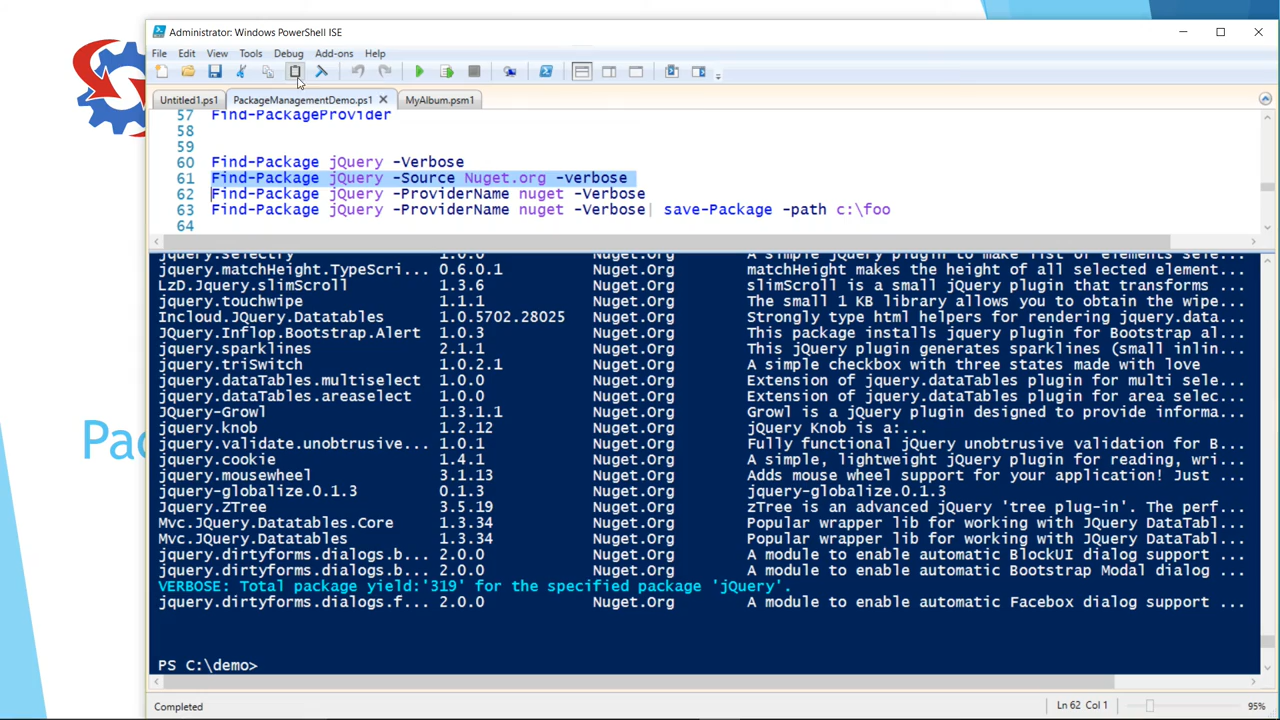 Administrator: Windows PowerShell ISE
File Edit View Tools Debug Add-ons Help
Untitled1.ps1 PackageManagementDemo.ps1 MyAlbum.psm1
57 Find-PackageProvider
58
59
60 Find-Package jQuery -Verbose
61 Find-Package jQuery -Source Nuget.org -verbose
62 Find-Package jQuery -ProviderName nuget -Verbose
63 Find-Package jQuery -ProviderName nuget -Verbose| save-Package -path c:\foo
64
Pac
jquery.selectry 1.0.0 Nuget.Org A simple jQuery plugin to make list of elements sele...
jquery.matchHeight.TypeScri... 0.6.0.1 Nuget.Org matchHeight makes the height of all selected element...
LzD.Jquery.slimScroll 1.3.6 Nuget.Org slimScroll is a small jQuery plugin that transforms ...
jquery.touchwipe 1.1.1 Nuget.Org The small 1 KB library allows you to obtain the wipe...
Incloud.JQuery.Datatables 1.0.5702.28025 Nuget.Org Strongly type html helpers for rendering jquery.data...
JQuery.Inflop.Bootstrap.Alert 1.0.3 Nuget.Org This package installs jquery plugin for Bootstrap al...
jquery.sparklines 2.1.1 Nuget.Org This jQuery plugin generates sparklines (small inlin...
jquery.triSwitch 1.0.2.1 Nuget.Org A simple checkbox with three states made with love
jquery.dataTables.multiselect 1.0.0 Nuget.Org Extension of jquery.dataTables plugin for multi sele...
jquery.dataTables.areaselect 1.0.0 Nuget.Org Extension of jquery.dataTables plugin for area selec...
JQuery-Growl 1.3.1.1 Nuget.Org Growl is a jQuery plugin designed to provide informa...
jquery.knob 1.2.12 Nuget.Org jQuery Knob is a:...
jquery.validate.unobtrusive... 1.0.1 Nuget.Org Fully functional jQuery unobtrusive validation for B...
jquery.cookie 1.4.1 Nuget.Org A simple, lightweight jQuery plugin for reading, wri...
jquery.mousewheel 3.1.13 Nuget.Org Adds mouse wheel support for your application! Just ...
jquery-globalize.0.1.3 0.1.3 Nuget.Org jquery-globalize.0.1.3
Jquery.ZTree 3.5.19 Nuget.Org zTree is an advanced jQuery 'tree plug-in'. The perf...
Mvc.JQuery.Datatables.Core 1.3.34 Nuget.Org Popular wrapper lib for working with JQuery DataTabl...
Mvc.JQuery.Datatables 1.3.34 Nuget.Org Popular wrapper lib for working with JQuery DataTabl...
jquery.dirtyforms.dialogs.b... 2.0.0 Nuget.Org A module to enable automatic BlockUI dialog support ...
jquery.dirtyforms.dialogs.b... 2.0.0 Nuget.Org A module to enable automatic Bootstrap Modal dialog ...
VERBOSE: Total package yield:'319' for the specified package 'jQuery'.
jquery.dirtyforms.dialogs.f... 2.0.0 Nuget.Org A module to enable automatic Facebox dialog support ...
PS C:\demo>
Completed Ln 62 Col 1 95%